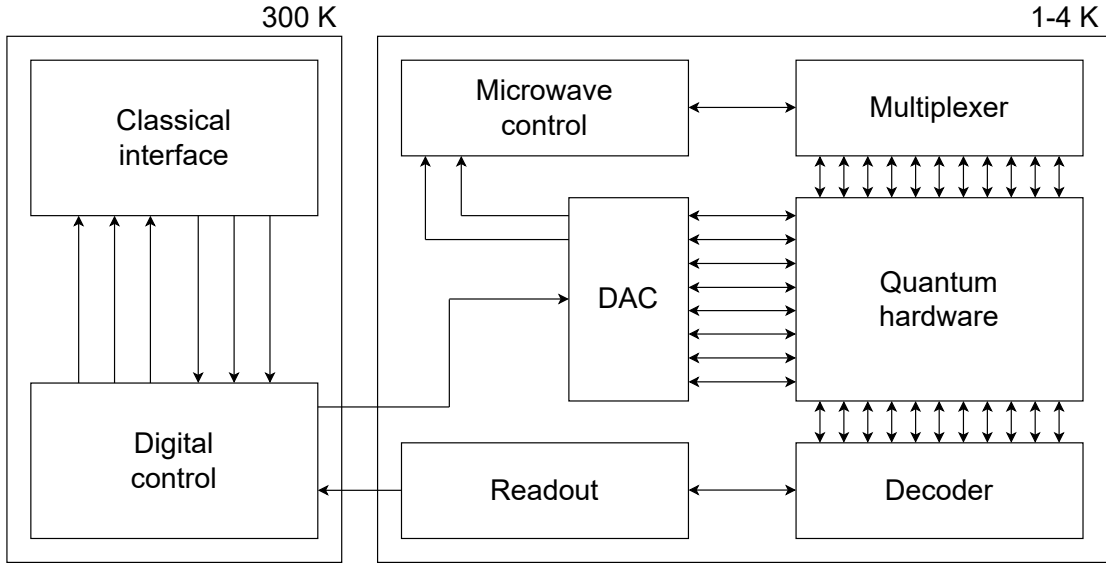 300 K
1-4 K
Classical
interface
Microwave
control
Multiplexer
DAC
Quantum
hardware
Digital
control
Readout
Decoder